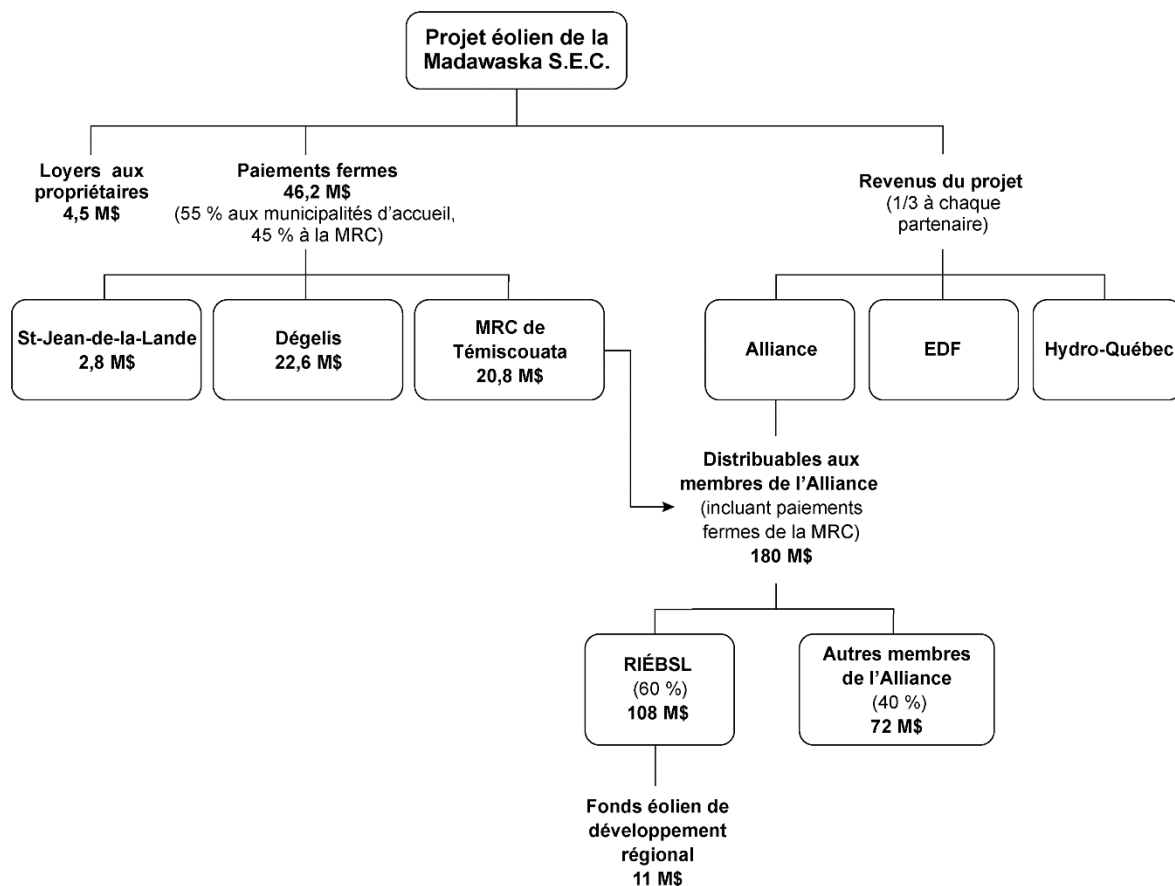 Projet éolien de la
Madawaska S.E.C.
Loyers aux
propriétaires
4,5 M$
Paiements fermes
46,2 M$
(55 % aux municipalités d'accueil,
45 % à la MRC)
Revenus du projet
(1/3 à chaque
partenaire)
St-Jean-de-la-Lande
2,8 M$
Dégelis
22,6 M$
MRC de
Témiscouata
20,8 M$
Alliance
EDF
Hydro-Québec
Distribuables aux
membres de l'Alliance
(incluant paiements
fermes de la MRC)
180 M$
RIÉBSL
(60 %)
108 M$
Autres membres
de l'Alliance
(40 %)
72 M$
Fonds éolien de
développement
régional
11 M$